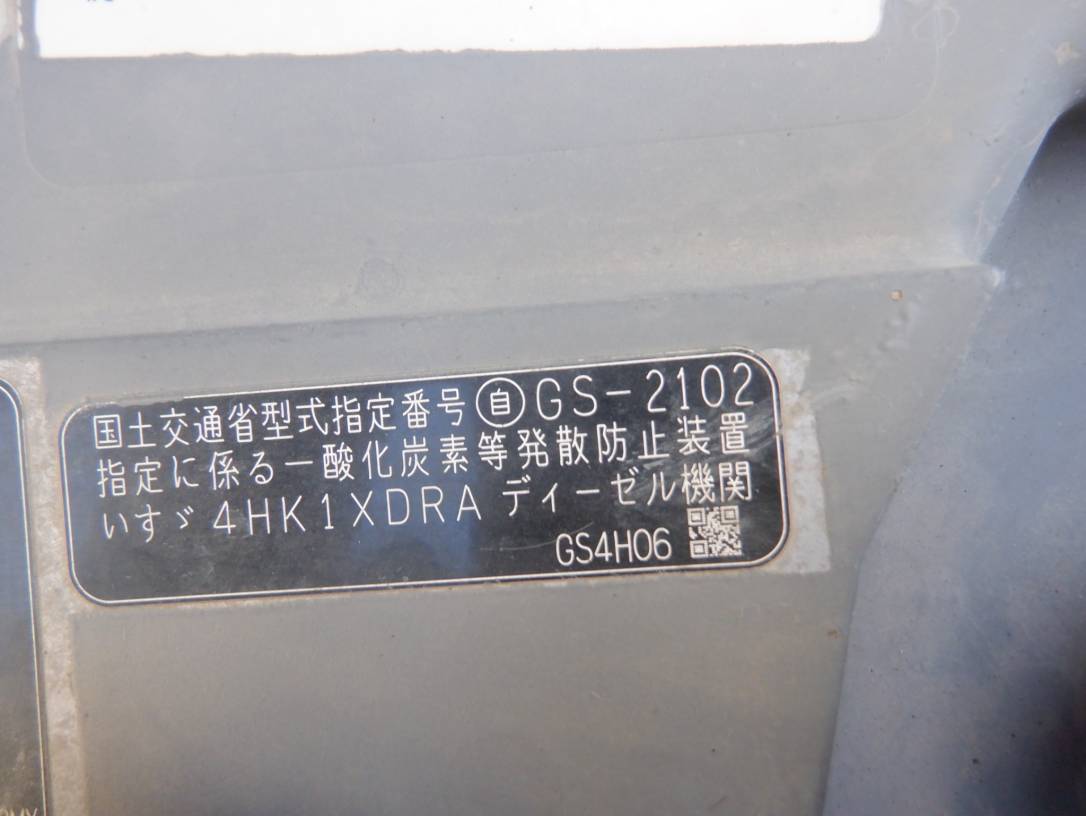 国土交通省型式指定番号 ㉂ GS-2102
指定に係る一酸化炭素等発散防止装置
いすゞ 4HK1XDRA ディーゼル機関
GS4H06